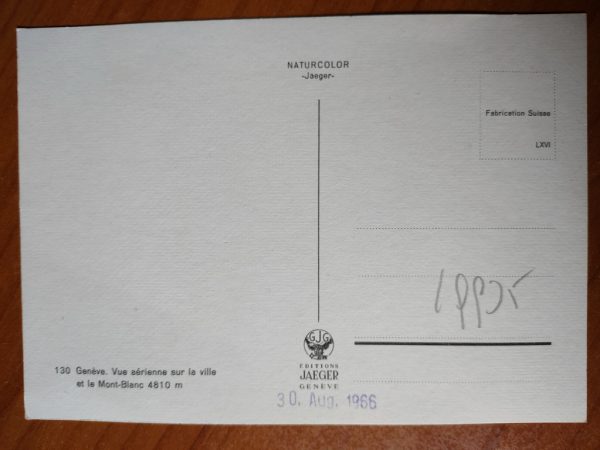 NATURCOLOR
-Jaeger-
Fabrication Suisse
LXVI
130 Genève. Vue aérienne sur la ville
et le Mont-Blanc 4810 m
GJG
EDITIONS
JAEGER
GENÈVE
30. Aug. 1966